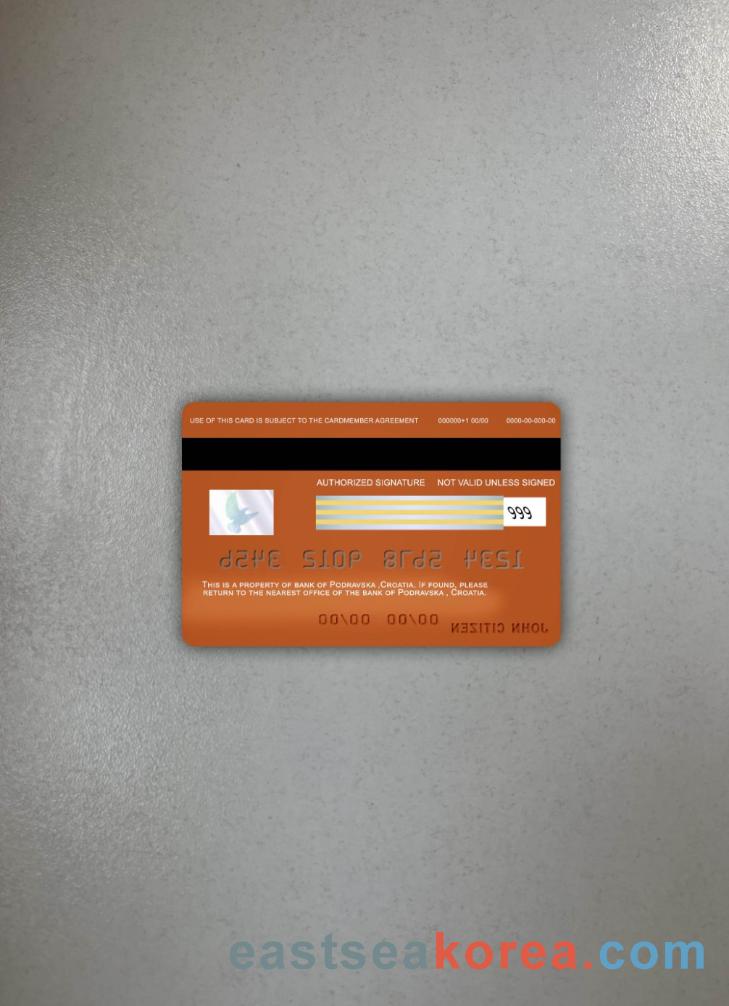 USE OF THIS CARD IS SUBJECT TO THE CARDMEMBER AGREEMENT 000000+1 00/00 0000-00-000-00
AUTHORIZED SIGNATURE NOT VALID UNLESS SIGNED
999
1234 5678 9012 3456
THIS IS A PROPERTY OF BANK OF PODRAVSKA ,CROATIA. IF FOUND, PLEASE
RETURN TO THE NEAREST OFFICE OF THE BANK OF PODRAVSKA , CROATIA.
00/00 00/00
JOHN CITIZEN
eastseakorea.com